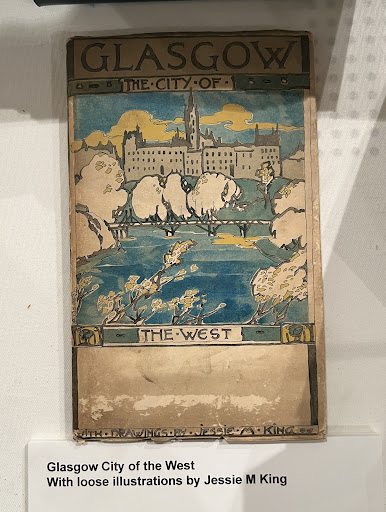 GLASGOW
THE·CITY·OF·
THE·WEST
WITH·DRAWINGS·BY·JESSIE·M·KING
Glasgow City of the West
With loose illustrations by Jessie M King